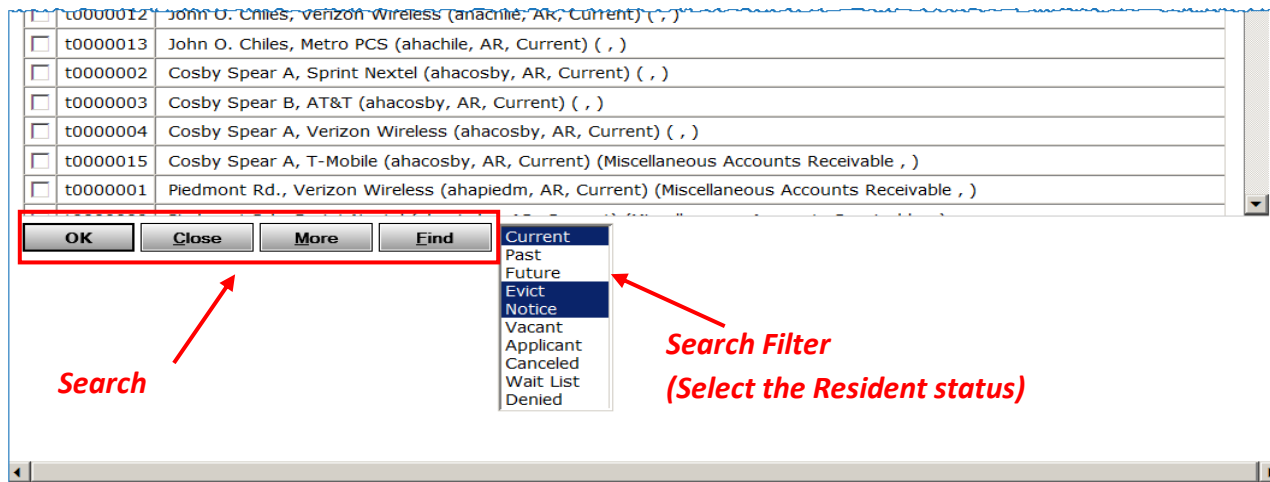 t0000012 John O. Chiles, Verizon Wireless (ahachile, AR, Current) ( , )
t0000013 John O. Chiles, Metro PCS (ahachile, AR, Current) ( , )
t0000002 Cosby Spear A, Sprint Nextel (ahacosby, AR, Current) ( , )
t0000003 Cosby Spear B, AT&T (ahacosby, AR, Current) ( , )
t0000004 Cosby Spear A, Verizon Wireless (ahacosby, AR, Current) ( , )
t0000015 Cosby Spear A, T-Mobile (ahacosby, AR, Current) (Miscellaneous Accounts Receivable , )
t0000001 Piedmont Rd., Verizon Wireless (ahapiedm, AR, Current) (Miscellaneous Accounts Receivable , )
OK Close More Find
Current
Past
Future
Evict
Notice
Vacant
Applicant
Canceled
Wait List
Denied
Search
Search Filter
(Select the Resident status)